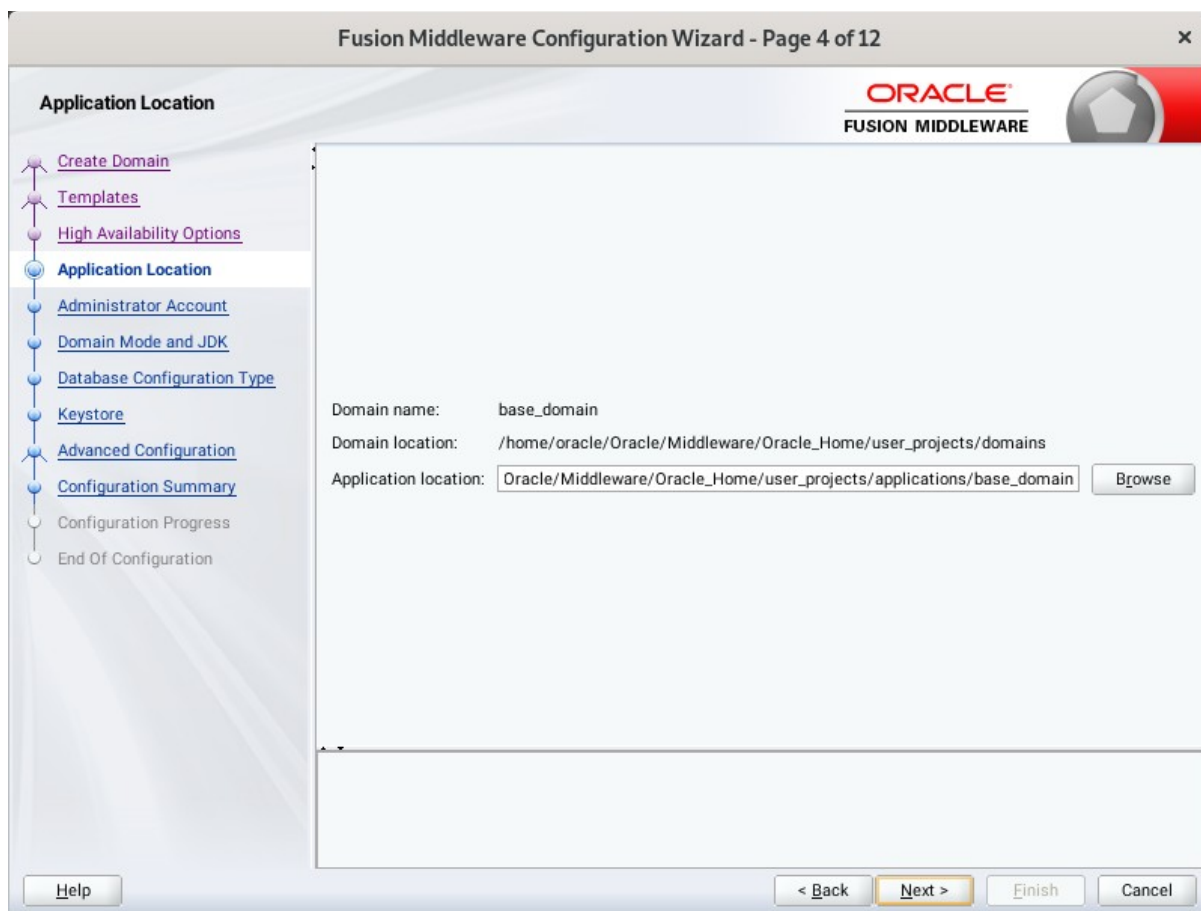 Fusion Middleware Configuration Wizard - Page 4 of 12
Application Location
ORACLE
FUSION MIDDLEWARE
Create Domain
Templates
High Availability Options
Application Location
Administrator Account
Domain Mode and JDK
Database Configuration Type
Keystore
Advanced Configuration
Configuration Summary
Configuration Progress
End Of Configuration
Domain name: base_domain
Domain location: /home/oracle/Oracle/Middleware/Oracle_Home/user_projects/domains
Application location: Oracle/Middleware/Oracle_Home/user_projects/applications/base_domain Browse
Help < Back Next > Finish Cancel